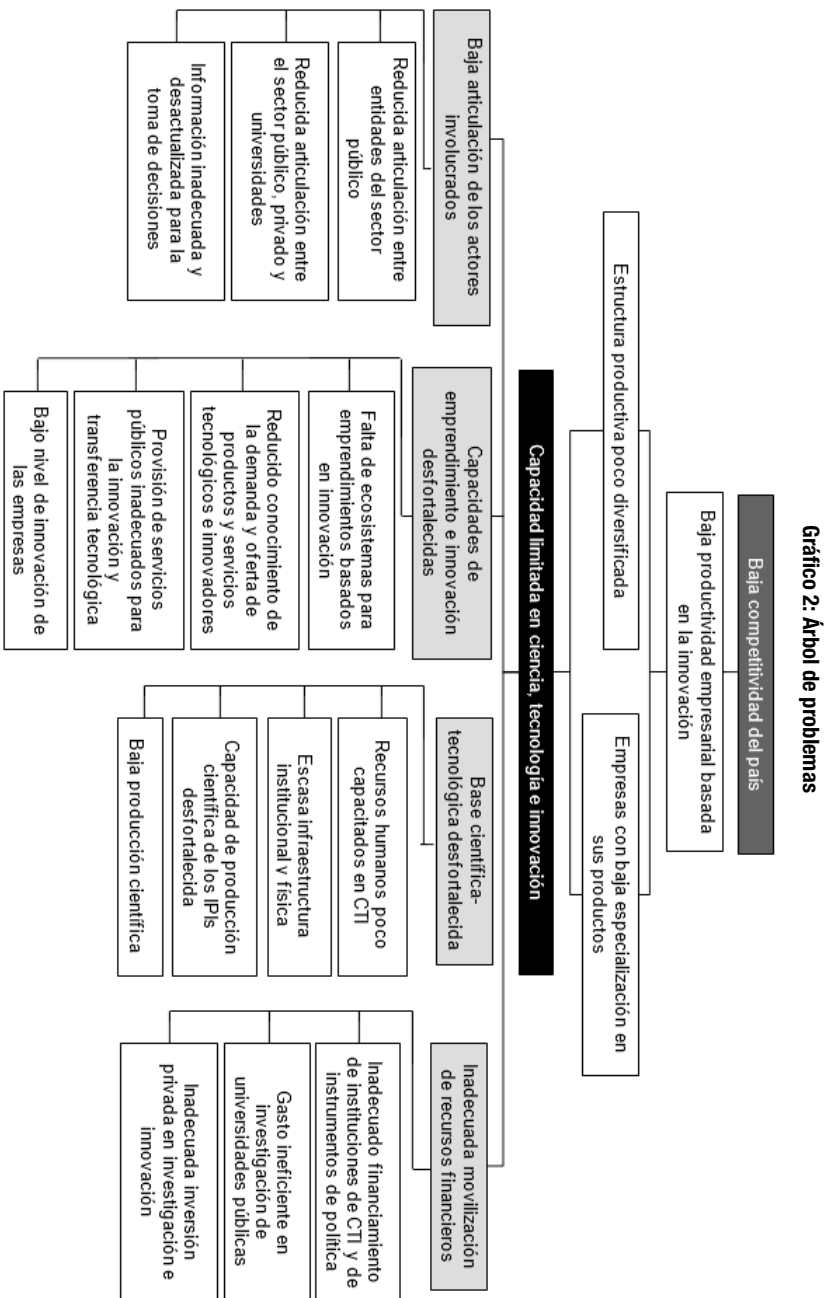 Gráfico 2: Árbol de problemas
Baja competitividad del país
Baja productividad empresarial basada
en la innovación
Estructura productiva poco diversificada
Empresas con baja especialización en
sus productos
Capacidad limitada en ciencia, tecnología e innovación
Baja articulación de los actores
involucrados
Reducida articulación entre
entidades del sector
público
Reducida articulación entre
el sector público, privado y
universidades
Información inadecuada y
desactualizada para la
toma de decisiones
Capacidades de
emprendimiento e innovación
desfortalecidas
Falta de ecosistemas para
emprendimientos basados
en innovación
Reducido conocimiento de
la demanda y oferta de
productos y servicios
tecnológicos e innovadores
Provisión de servicios
públicos inadecuados para
la innovación y
transferencia tecnológica
Bajo nivel de innovación de
las empresas
Base científica-
tecnológica desfortalecida
Recursos humanos poco
capacitados en CTI
Escasa infraestructura
institucional y física
Capacidad de producción
científica de los IPIs
desfortalecida
Baja producción científica
Inadecuada movilización
de recursos financieros
Inadecuado financiamiento
de instituciones de CTI y de
instrumentos de política
Gasto ineficiente en
investigación de
universidades públicas
Inadecuada inversión
privada en investigación e
innovación